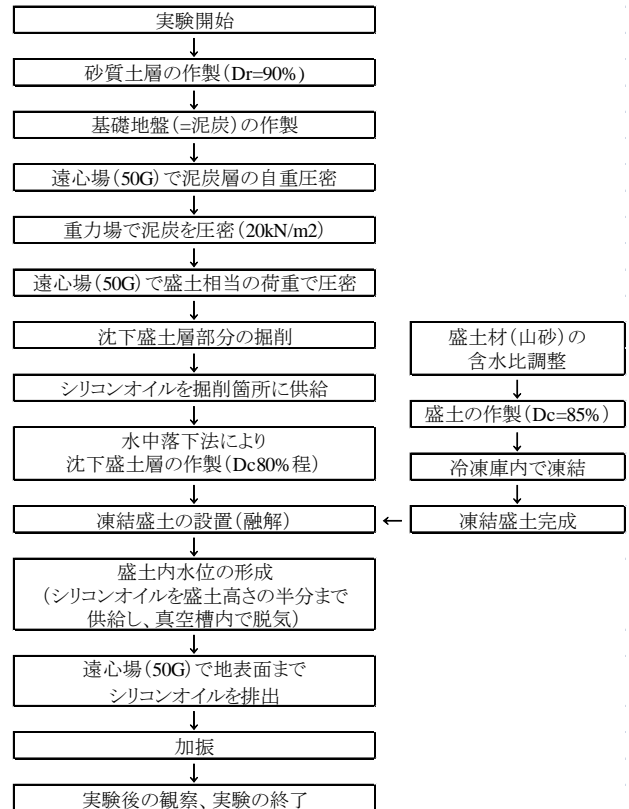 実験開始
↓
砂質土層の作製(Dr=90%)
↓
基礎地盤(=泥炭)の作製
↓
遠心場(50G)で泥炭層の自重圧密
↓
重力場で泥炭を圧密(20kN/m2)
↓
遠心場(50G)で盛土相当の荷重で圧密
↓
沈下盛土層部分の掘削
↓
シリコンオイルを掘削箇所に供給
↓
水中落下法により
沈下盛土層の作製(Dc80%程)
↓
盛土材(山砂)の
含水比調整
↓
盛土の作製(Dc=85%)
↓
冷凍庫内で凍結
↓
凍結盛土の設置(融解)
←
凍結盛土完成
↓
盛土内水位の形成
(シリコンオイルを盛土高さの半分まで
供給し、真空槽内で脱気)
↓
遠心場(50G)で地表面まで
シリコンオイルを排出
↓
加振
↓
実験後の観察、実験の終了